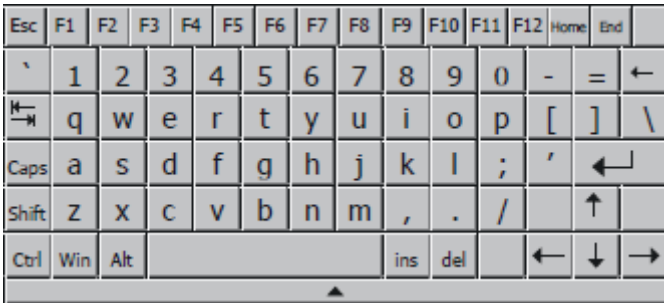 Esc F1 F2 F3 F4 F5 F6 F7 F8 F9 F10 F11 F12 Home End
` 1 2 3 4 5 6 7 8 9 0 - = ←
↹ q w e r t y u i o p [ ] \
Caps a s d f g h j k l ; ' ↵
Shift z x c v b n m , . / ↑
Ctrl Win Alt ins del ← ↓ →
▲